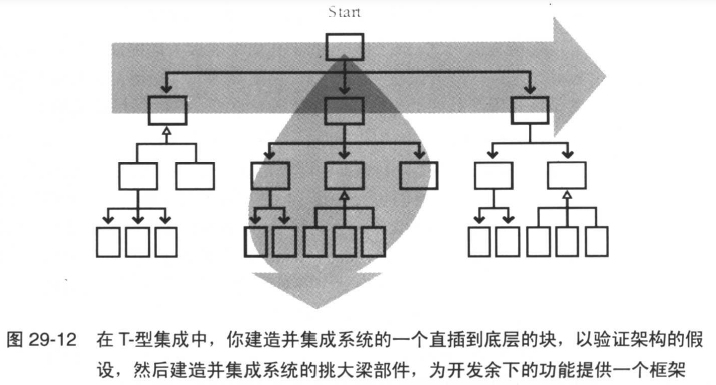 Start
图 29-12 在 T-型集成中，你建造并集成系统的一个直插到底层的块，以验证架构的假
设，然后建造并集成系统的挑大梁部件，为开发余下的功能提供一个框架